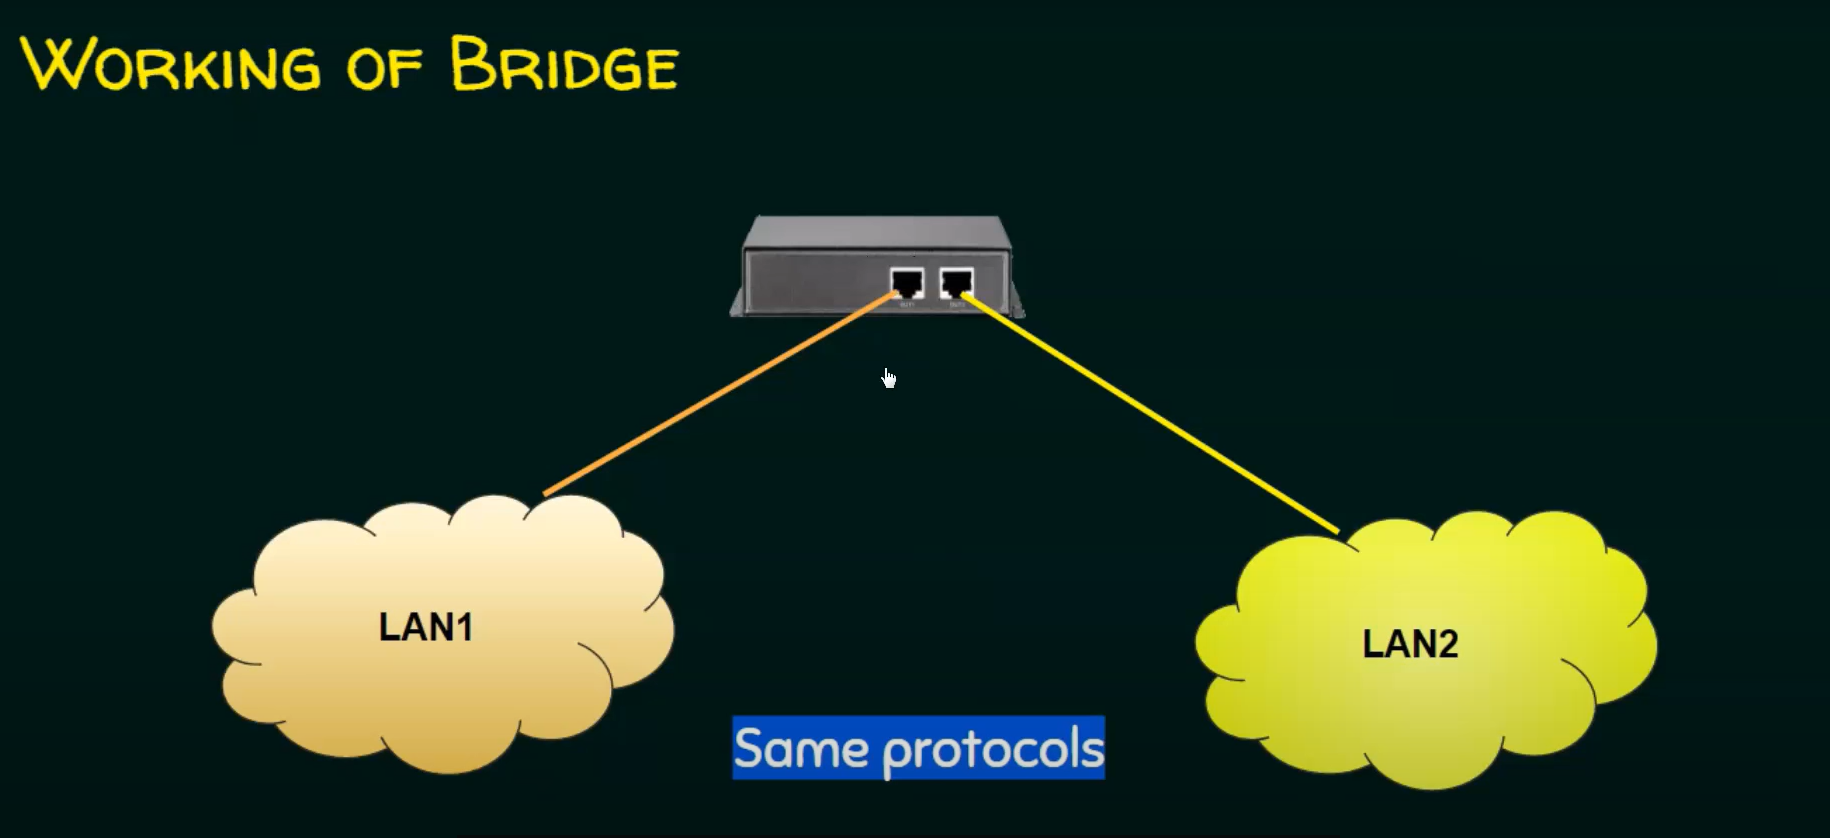 WORKING OF BRIDGE
LAN1
LAN2
Same protocols